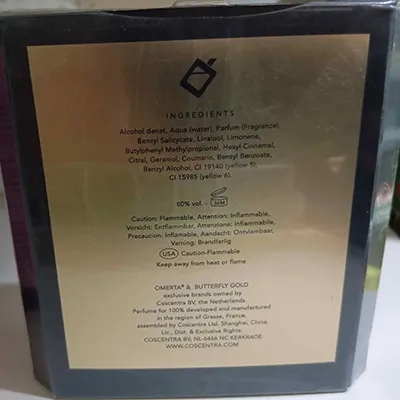 INGREDIENTS
Alcohol denat, Aqua (water), Parfum (Fragrance),
Benzyl Salicycate, Linalool, Limonene,
Butylphenyl Methylpropional, Hexyl Cinnamal,
Citral, Geraniol, Coumarin, Benzyl Benzoate,
Benzyl Alcohol, CI 19140 (yellow 5),
CI 15985 (yellow 6).
80% vol. - 36M
Caution: Flammable, Attention: Inflammable,
Vorsicht: Entflammbar, Attenzione: Inflammabile,
Precaution: Inflamable, Aandacht: Ontvlambaar,
Varning: Brandfarlig
USA Caution-Flammable
Keep away from heat or flame
OMERTA® & BUTTERFLY GOLD
exclusive brands owned by
Coscentra BV, the Netherlands.
Perfume for 100% developed and manufactured
in the region of Grasse, France,
assembled by Coscentra Ltd. Shanghai, China.
Lic., Dist. & Exclusive Rights:
COSCENTRA BV, NL-6466 NC KERKRADE
WWW.COSCENTRA.COM